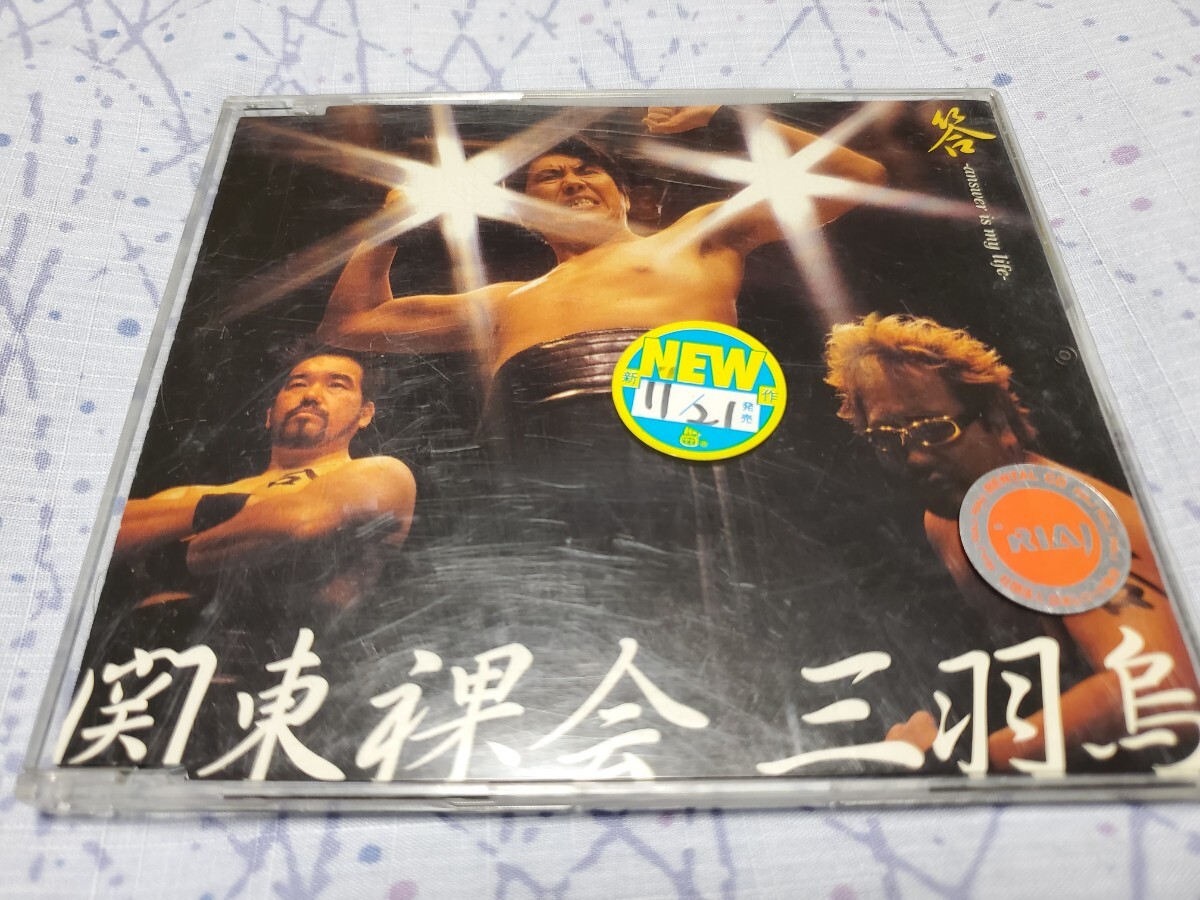 答
-answer is my life-
NEW
新作
11/21
発売
RIAJ
関東裸会 三羽烏